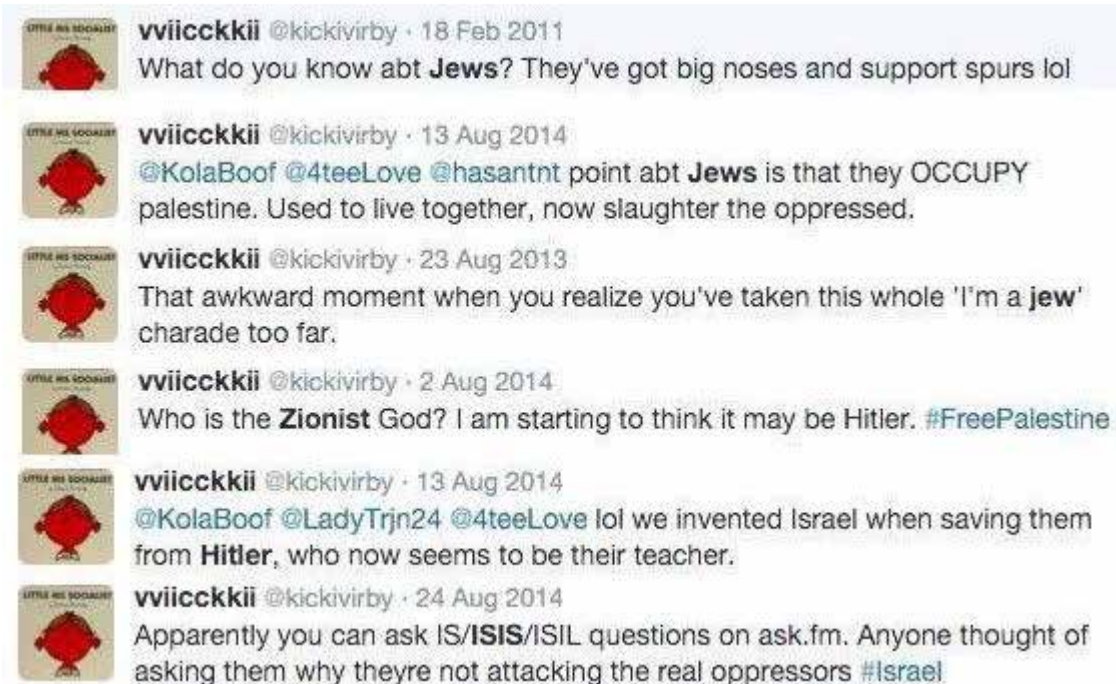 vviicckkii @kickivirby · 18 Feb 2011
What do you know abt Jews? They've got big noses and support spurs lol
vviicckkii @kickivirby · 13 Aug 2014
@KolaBoof @4teeLove @hasantnt point abt Jews is that they OCCUPY
palestine. Used to live together, now slaughter the oppressed.
vviicckkii @kickivirby · 23 Aug 2013
That awkward moment when you realize you've taken this whole 'I'm a jew'
charade too far.
vviicckkii @kickivirby · 2 Aug 2014
Who is the Zionist God? I am starting to think it may be Hitler. #FreePalestine
vviicckkii @kickivirby · 13 Aug 2014
@KolaBoof @LadyTrjn24 @4teeLove lol we invented Israel when saving them
from Hitler, who now seems to be their teacher.
vviicckkii @kickivirby · 24 Aug 2014
Apparently you can ask IS/ISIS/ISIL questions on ask.fm. Anyone thought of
asking them why theyre not attacking the real oppressors #Israel